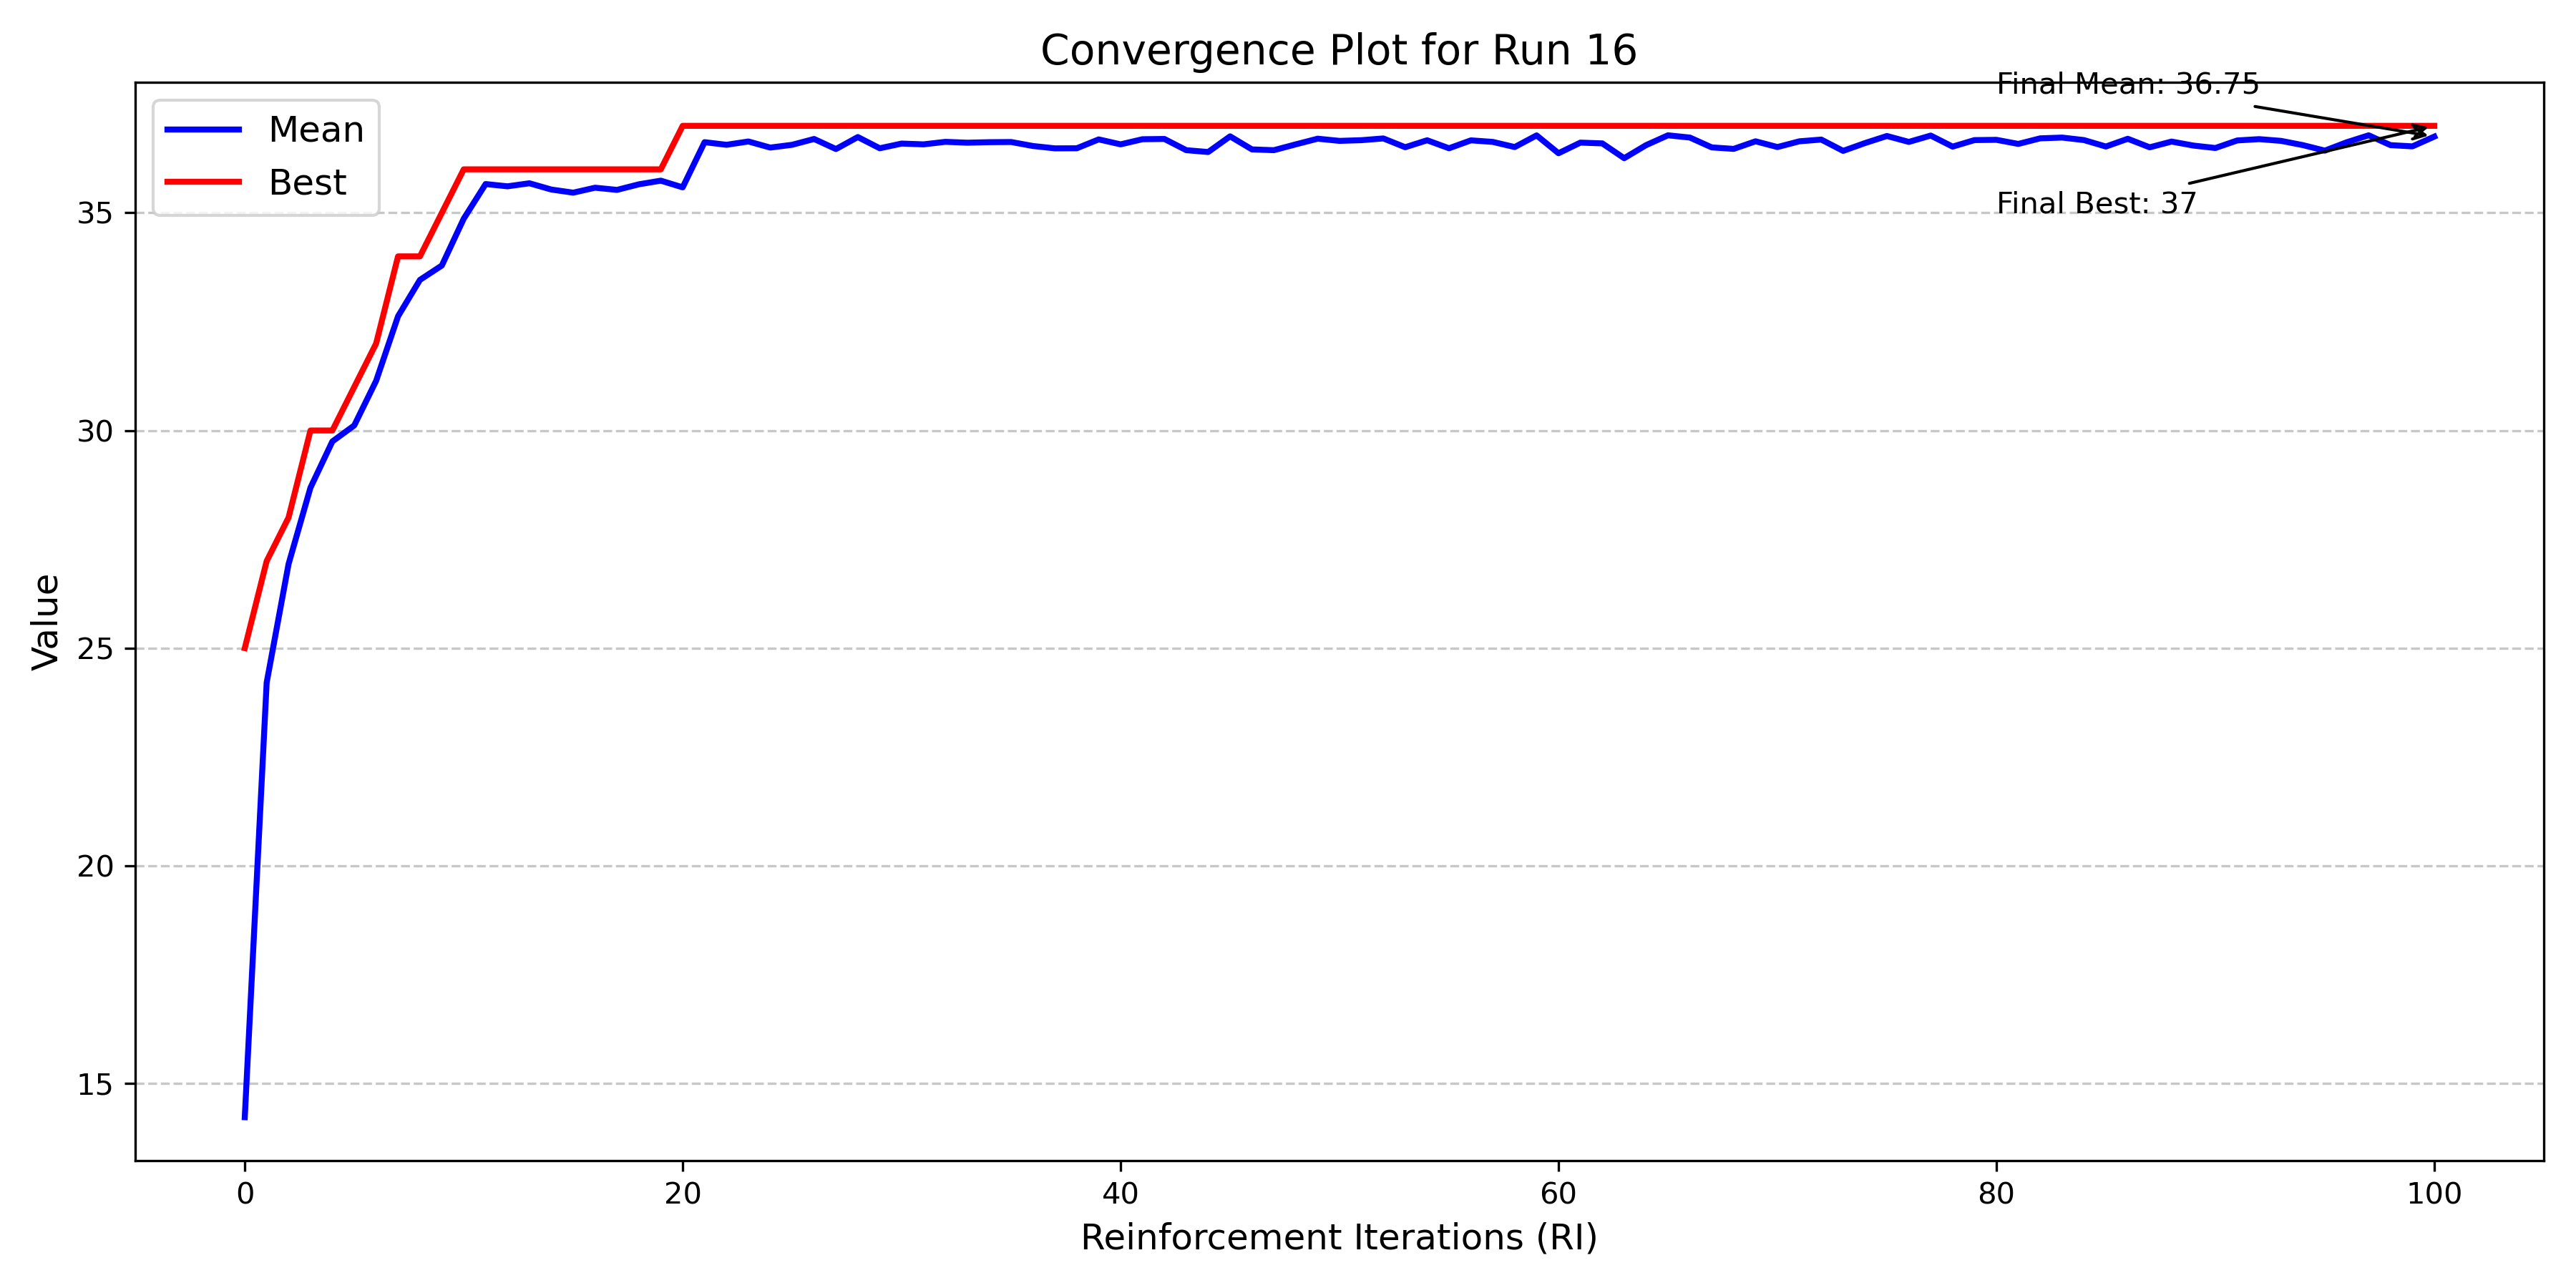 Convergence Plot for Run 16
Final Mean: 36.75
Mean
Best
Final Best: 37
Value
35
30
25
20
15
0 20 40 60 80 100
Reinforcement Iterations (RI)